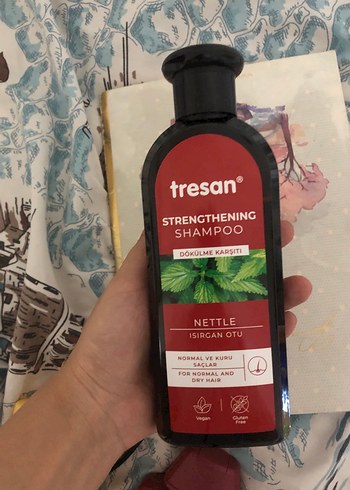 tresan®
STRENGTHENING
SHAMPOO
DÖKÜLME KARŞITI
NETTLE
ISIRGAN OTU
NORMAL VE KURU
SAÇLAR
FOR NORMAL AND
DRY HAIR
Vegan
Gluten
Free